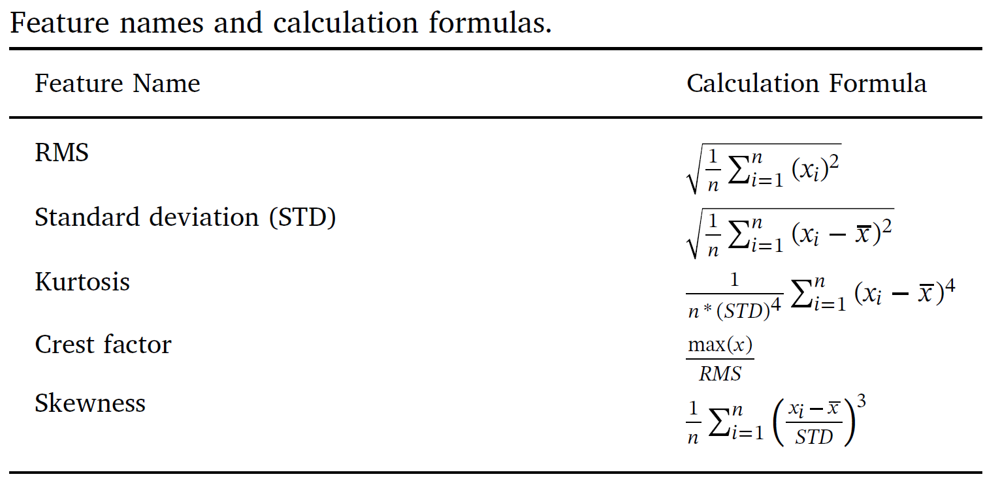 Feature names and calculation formulas.
Feature Name Calculation Formula
RMS $\sqrt{\frac{1}{n}\sum_{i=1}^{n}(x_i)^2}$
Standard deviation (STD) $\sqrt{\frac{1}{n}\sum_{i=1}^{n}(x_i-\overline{x})^2}$
Kurtosis $\frac{1}{n*(STD)^4}\sum_{i=1}^{n}(x_i-\overline{x})^4$
Crest factor $\frac{\max(x)}{RMS}$
Skewness $\frac{1}{n}\sum_{i=1}^{n}\left(\frac{x_i-\overline{x}}{STD}\right)^3$